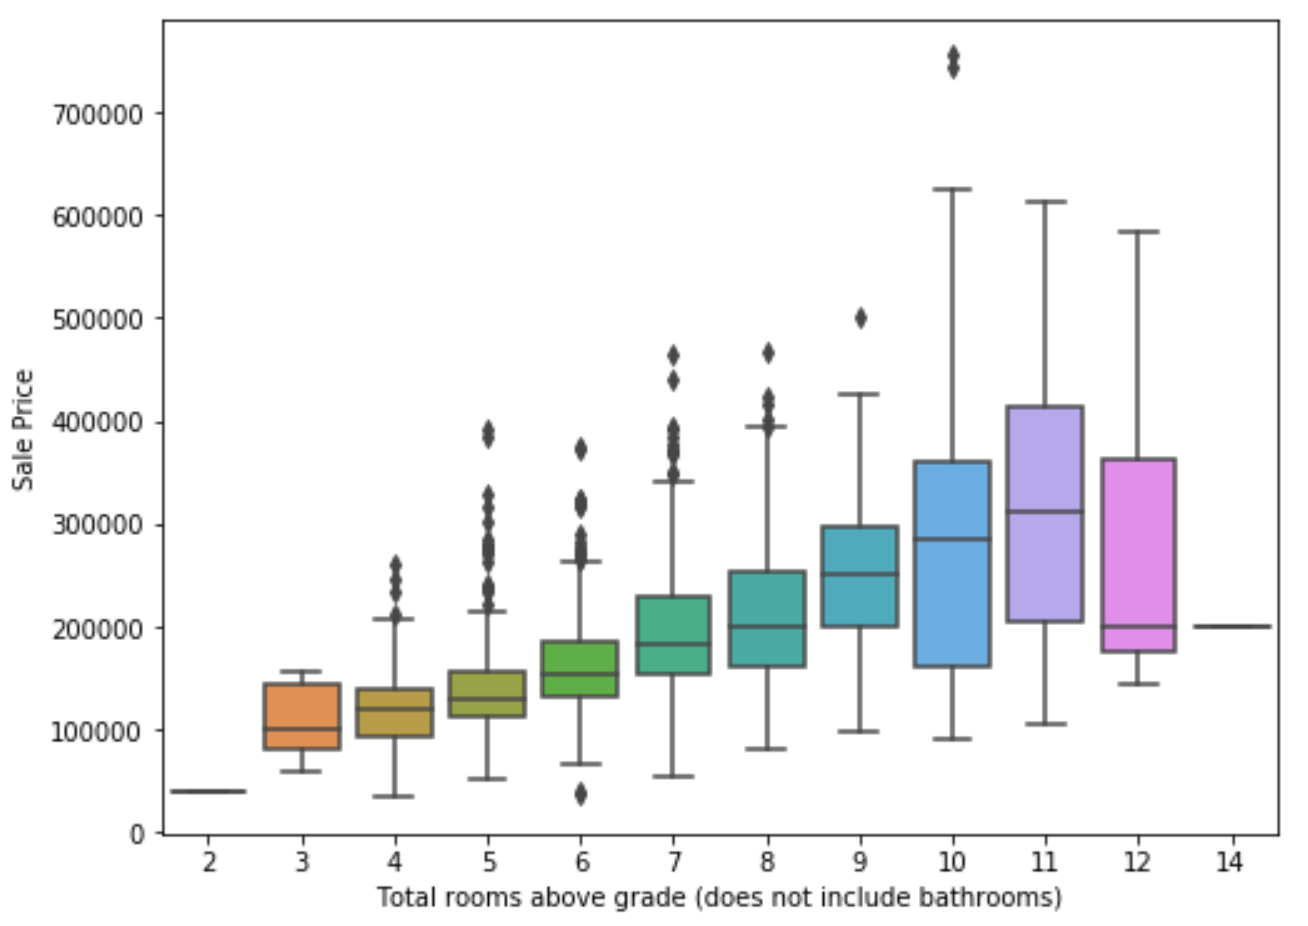 700000
600000
500000
400000
300000
200000
100000
0
Sale Price
2 3 4 5 6 7 8 9 10 11 12 14
Total rooms above grade (does not include bathrooms)